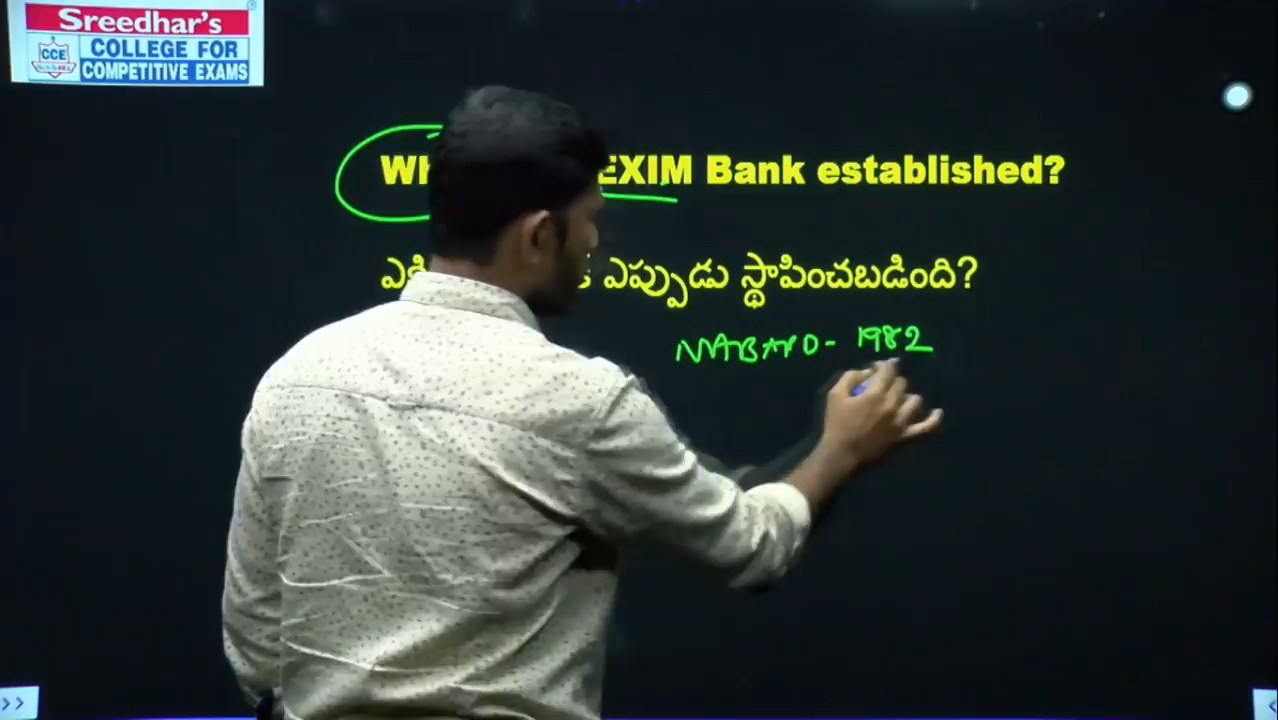 Sreedhar's
CCE
COLLEGE FOR
COMPETITIVE EXAMS
EXIM Bank established?
ఎప్పుడు స్థాపించబడింది?
NABARD- 1982
>>
<